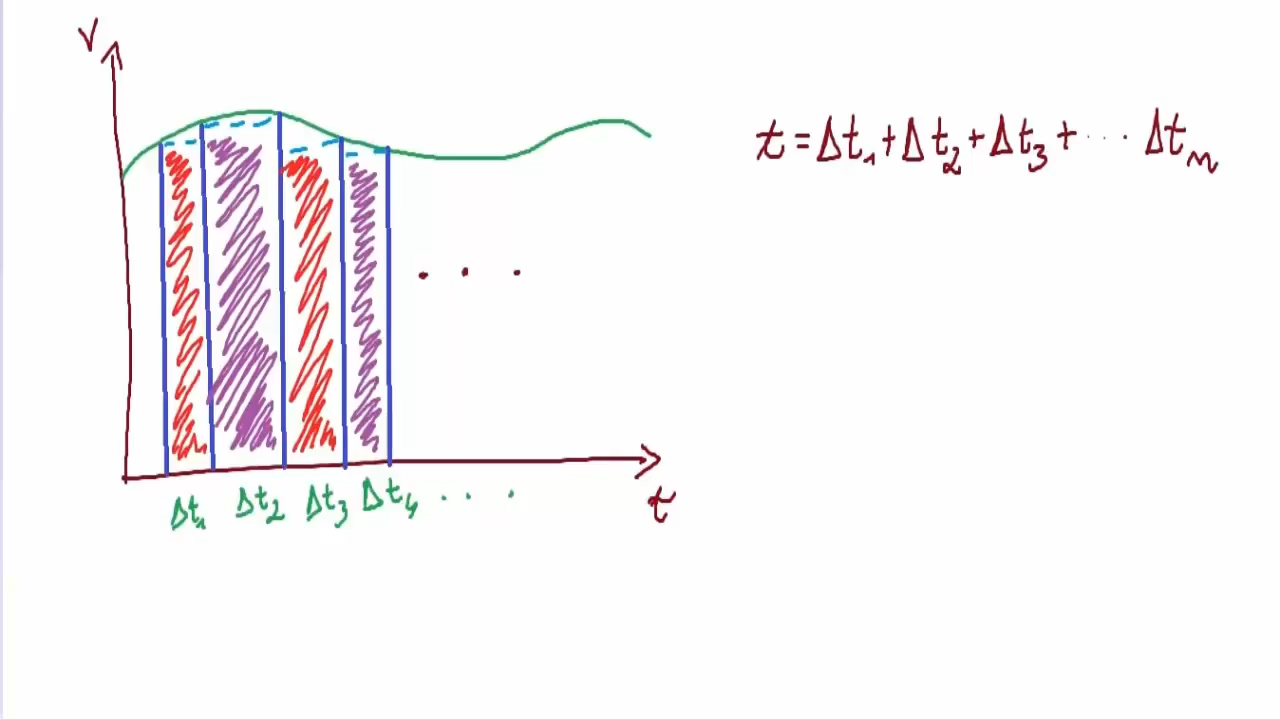 v
t = Δt₁ + Δt₂ + Δt₃ + ..... Δtₙ
. . .
Δt₁ Δt₂ Δt₃ Δt₄ . . .
t